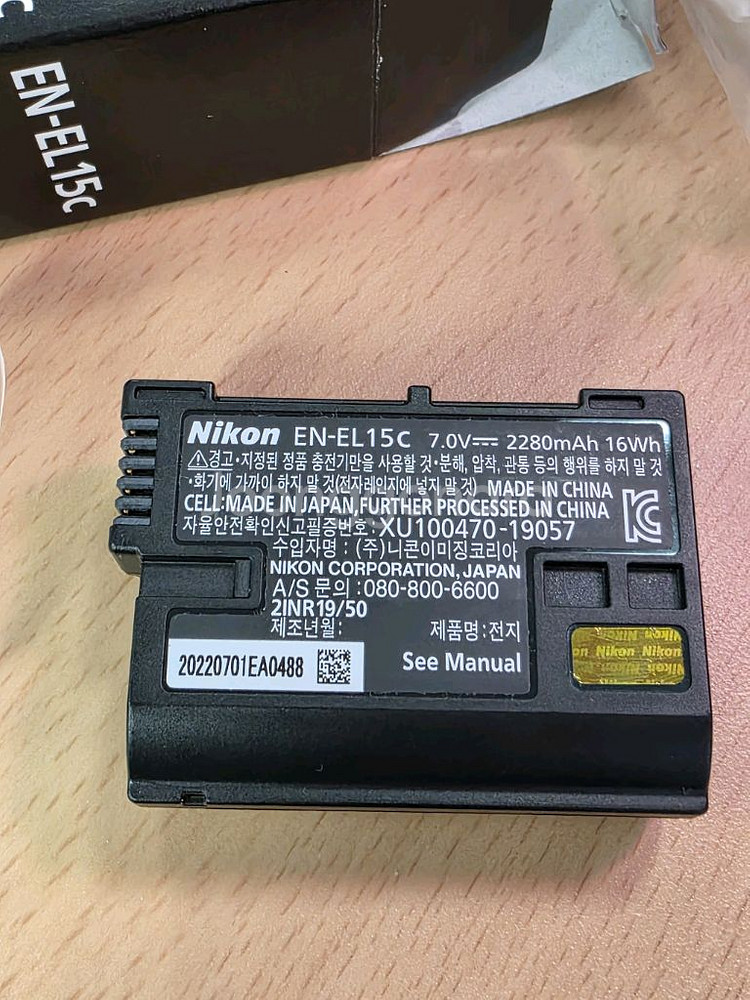 EN-EL15c
Nikon EN-EL15c 7.0V⎓ 2280mAh 16Wh
⚠경고·지정된 정품 충전기만을 사용할 것·분해, 압착, 관통 등의 행위를 하지 말 것
·화기에 가까이 하지 말 것(전자레인지에 넣지 말 것) MADE IN CHINA
CELL:MADE IN JAPAN,FURTHER PROCESSED IN CHINA
자율안전확인신고필증번호:XU100470-19057
수입자명 : (주)니콘이미징코리아
NIKON CORPORATION, JAPAN
A/S 문의 :080-800-6600
2INR19/50
제조년월: 제품명:전지
20220701EA0488 See Manual
Nikon Nikon
Nikon Nikon